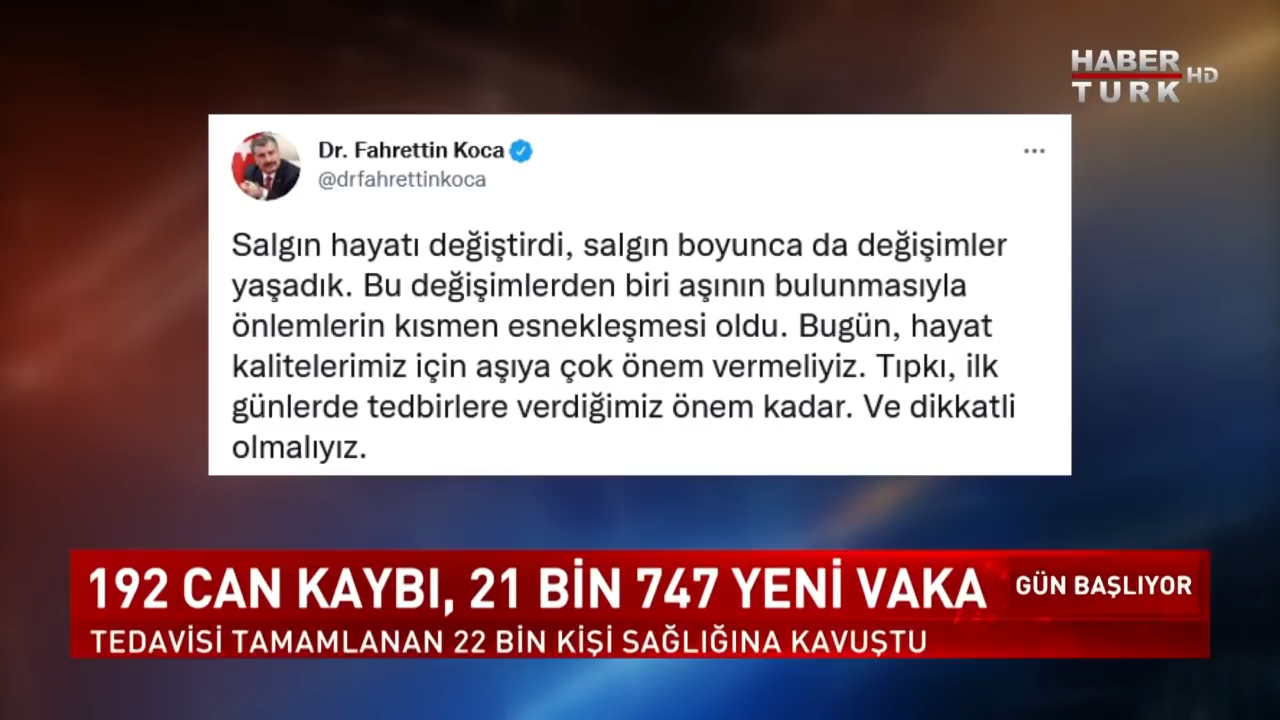 HABER
TURK HD
Dr. Fahrettin Koca
@drfahrettinkoca
Salgın hayatı değiştirdi, salgın boyunca da değişimler
yaşadık. Bu değişimlerden biri aşının bulunmasıyla
önlemlerin kısmen esnekleşmesi oldu. Bugün, hayat
kalitelerimiz için aşıya çok önem vermeliyiz. Tıpkı, ilk
günlerde tedbirlere verdiğimiz önem kadar. Ve dikkatli
olmalıyız.
192 CAN KAYBI, 21 BİN 747 YENİ VAKA
GÜN BAŞLIYOR
TEDAVİSİ TAMAMLANAN 22 BİN KİŞİ SAĞLIĞINA KAVUŞTU